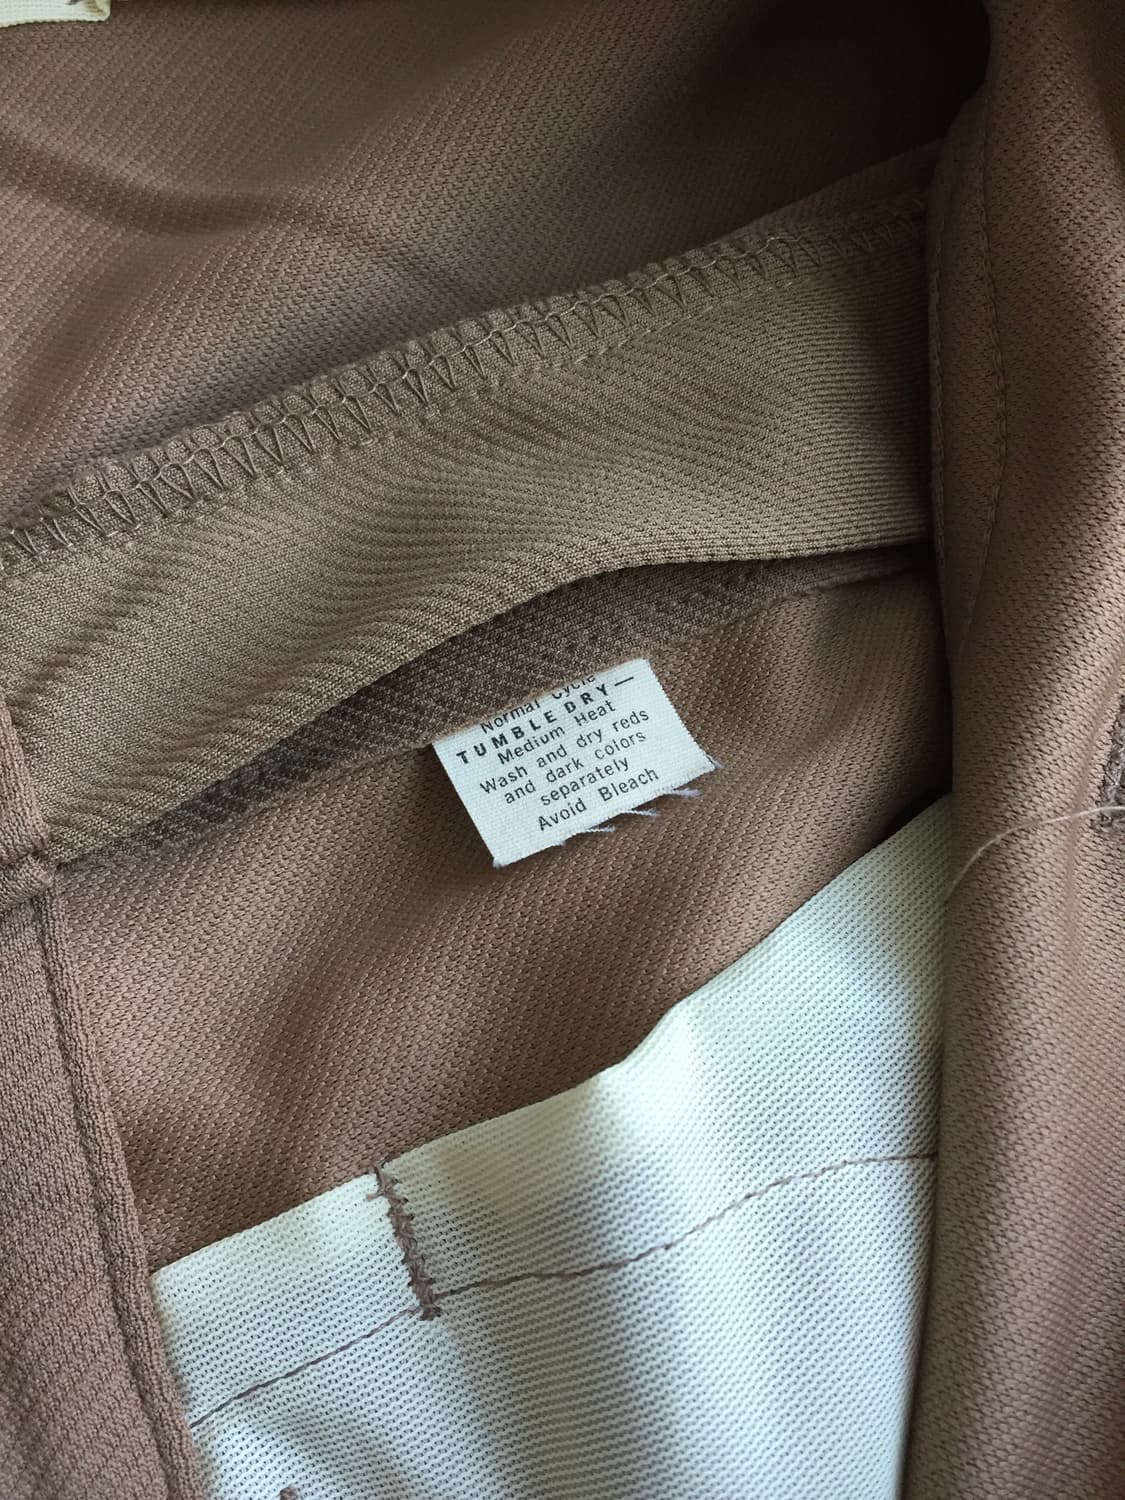 Normal Cycle
TUMBLE DRY—
Medium Heat
Wash and dry reds
and dark colors
separately
Avoid Bleach